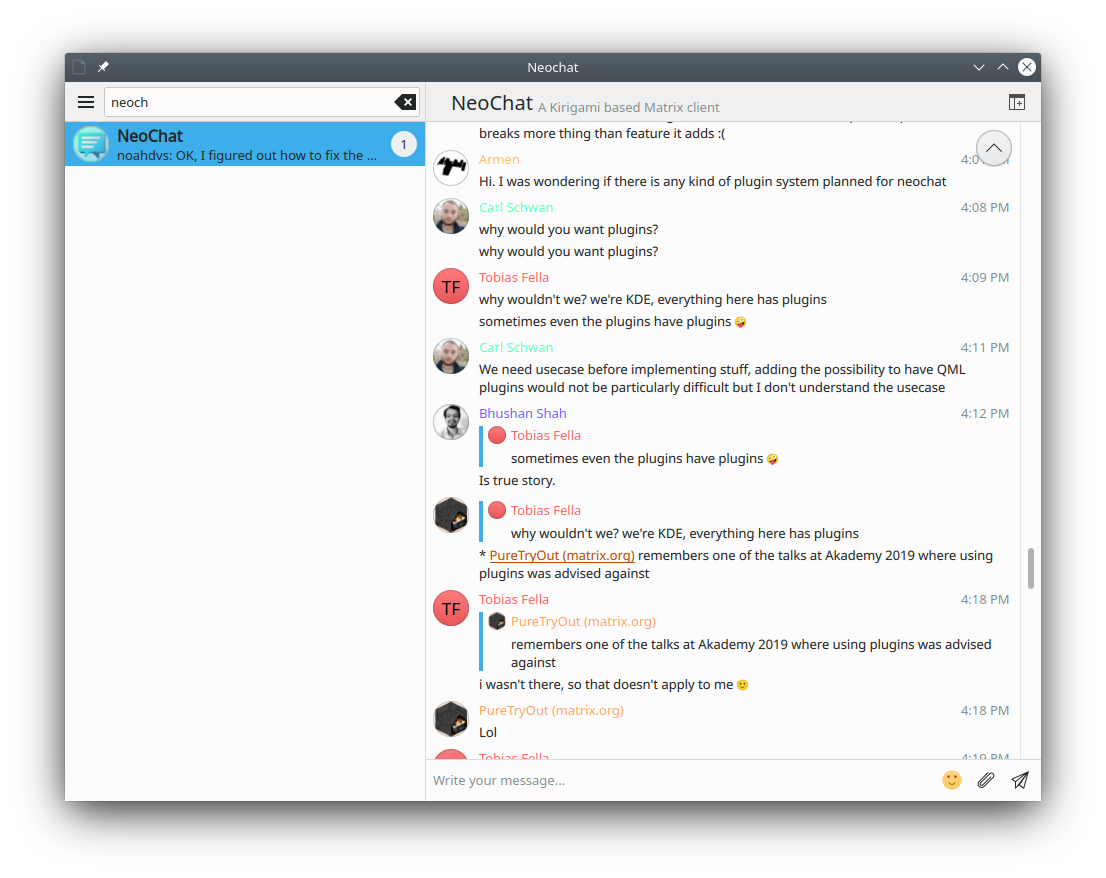 Neochat
neoch
NeoChat A Kirigami based Matrix client
NeoChat
noahdvs: OK, I figured out how to fix the ...
1
breaks more thing than feature it adds :(
Armen
Hi. I was wondering if there is any kind of plugin system planned for neochat
Carl Schwan 4:08 PM
why would you want plugins?
why would you want plugins?
TF
Tobias Fella 4:09 PM
why wouldn't we? we're KDE, everything here has plugins
sometimes even the plugins have plugins 🤪
Carl Schwan 4:11 PM
We need usecase before implementing stuff, adding the possibility to have QML
plugins would not be particularly difficult but I don't understand the usecase
Bhushan Shah 4:12 PM
Tobias Fella
sometimes even the plugins have plugins 🤪
Is true story.
Tobias Fella
why wouldn't we? we're KDE, everything here has plugins
* PureTryOut (matrix.org) remembers one of the talks at Akademy 2019 where using
plugins was advised against
TF
Tobias Fella 4:18 PM
PureTryOut (matrix.org)
remembers one of the talks at Akademy 2019 where using plugins was advised
against
i wasn't there, so that doesn't apply to me 🙂
PureTryOut (matrix.org) 4:18 PM
Lol
Tobias Fella 4:19 PM
Write your message...